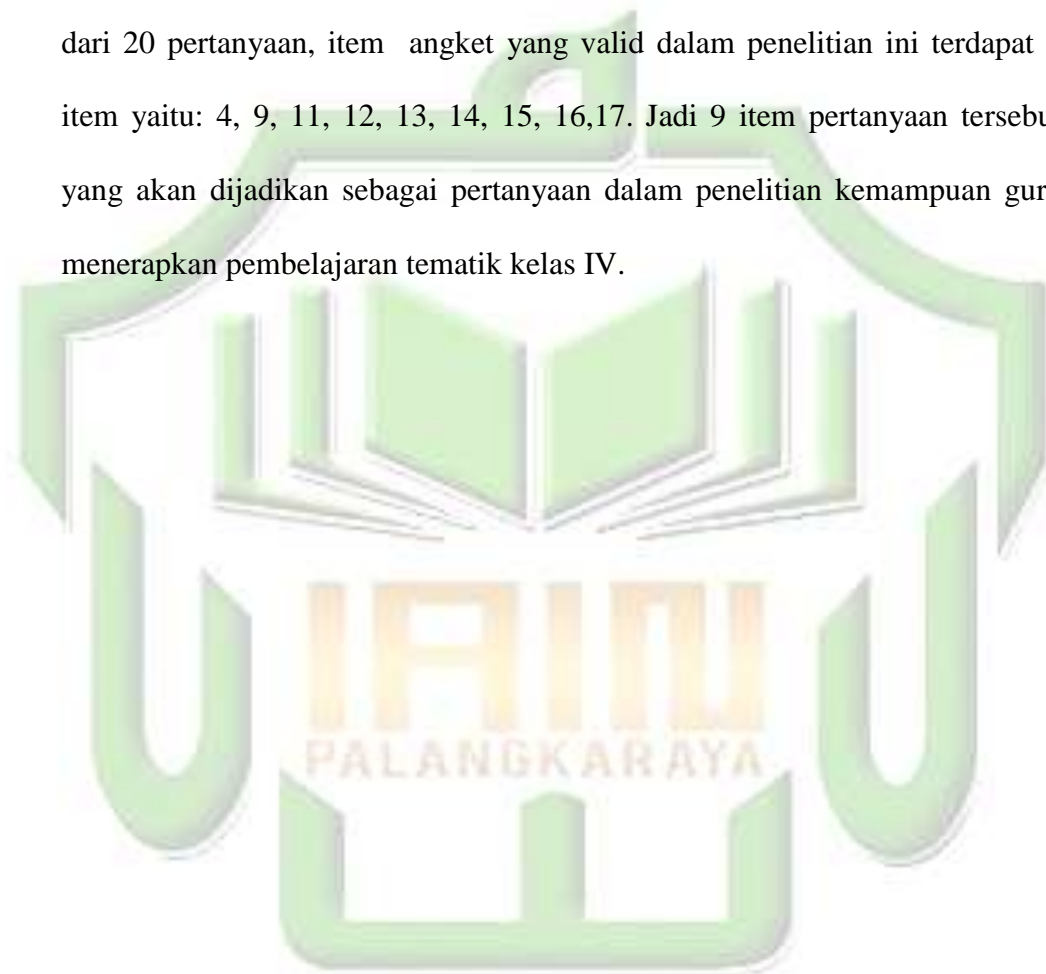 dari 20 pertanyaan, item angket yang valid dalam penelitian ini terdapat
item yaitu: 4, 9, 11, 12, 13, 14, 15, 16,17. Jadi 9 item pertanyaan tersebu
yang akan dijadikan sebagai pertanyaan dalam penelitian kemampuan gur
menerapkan pembelajaran tematik kelas IV.
IAIN
PALANGKARAYA